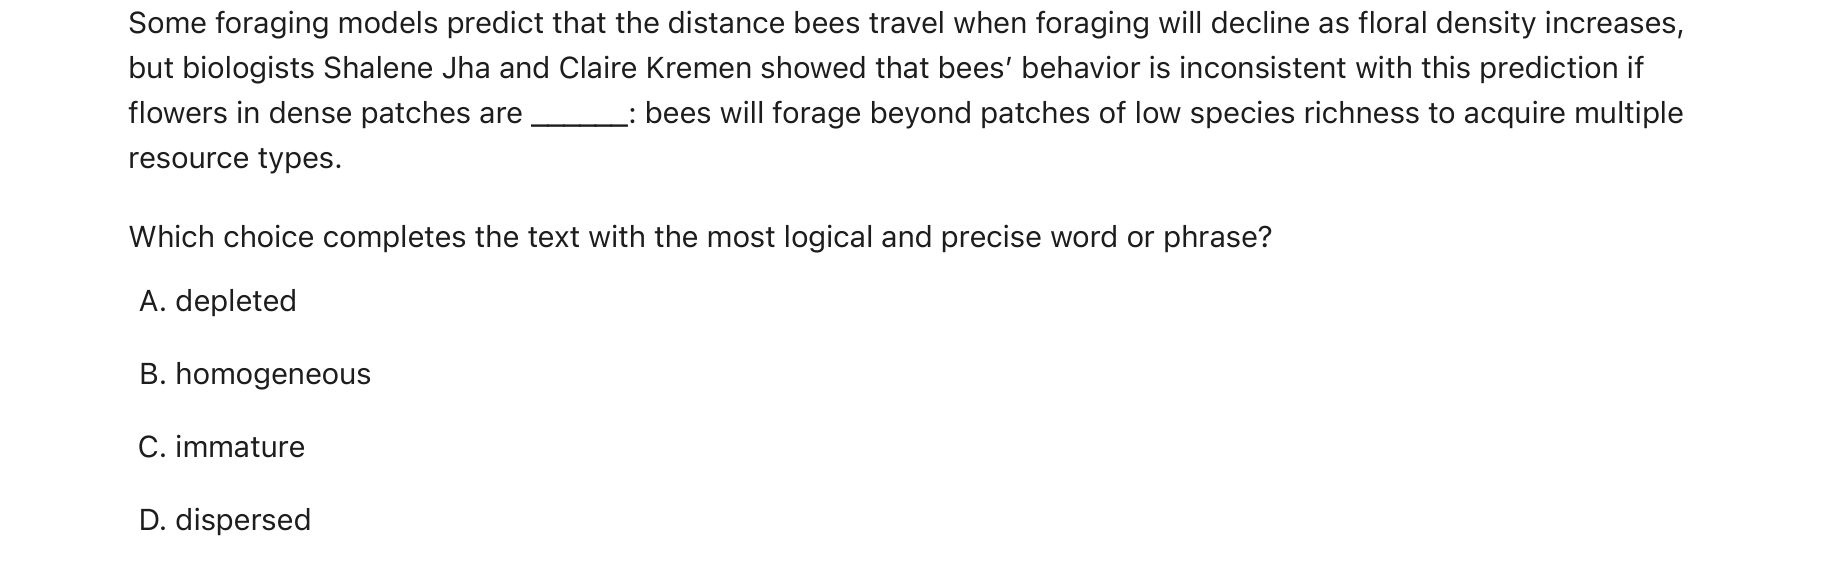 Some foraging models predict that the distance bees travel when foraging will decline as floral density increases,
but biologists Shalene Jha and Claire Kremen showed that bees’ behavior is inconsistent with this prediction if
flowers in dense patches are ______: bees will forage beyond patches of low species richness to acquire multiple
resource types.
Which choice completes the text with the most logical and precise word or phrase?
A. depleted
B. homogeneous
C. immature
D. dispersed